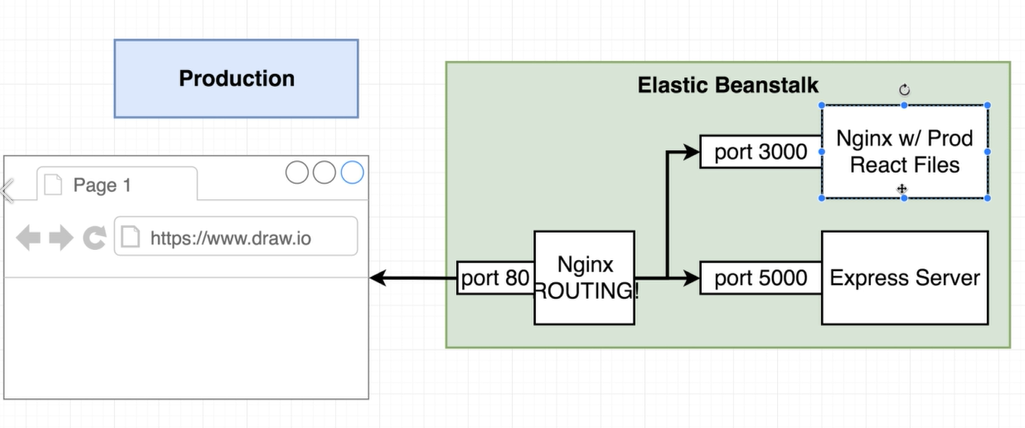 Production
Elastic Beanstalk
Page 1
https://www.draw.io
port 80
Nginx
ROUTING!
port 3000
Nginx w/ Prod
React Files
port 5000
Express Server